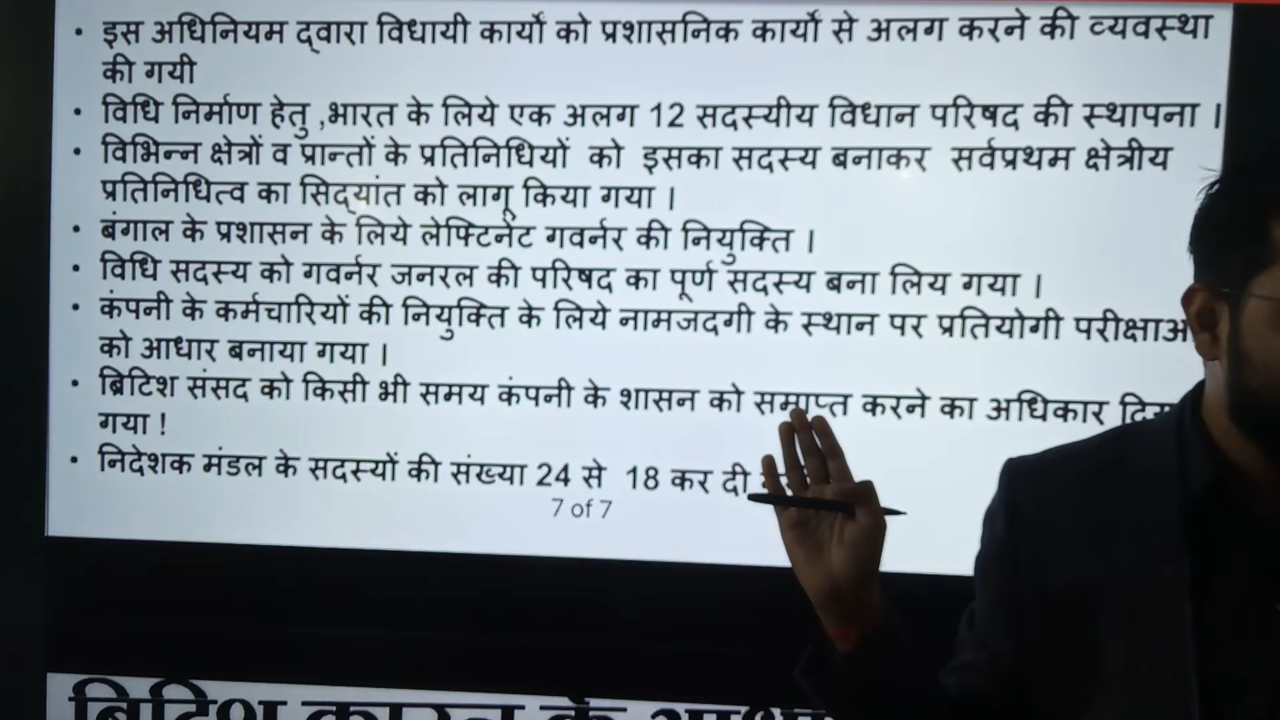 • इस अधिनियम द्वारा विधायी कार्यो को प्रशासनिक कार्यो से अलग करने की व्यवस्था
की गयी
• विधि निर्माण हेतु ,भारत के लिये एक अलग 12 सदस्यीय विधान परिषद की स्थापना ।
• विभिन्न क्षेत्रों व प्रान्तों के प्रतिनिधियों को इसका सदस्य बनाकर सर्वप्रथम क्षेत्रीय
प्रतिनिधित्व का सिद्यांत को लागू किया गया ।
• बंगाल के प्रशासन के लिये लेफ्टिनेंट गवर्नर की नियुक्ति ।
• विधि सदस्य को गवर्नर जनरल की परिषद का पूर्ण सदस्य बना लिय गया ।
• कंपनी के कर्मचारियों की नियुक्ति के लिये नामजदगी के स्थान पर प्रतियोगी
को आधार बनाया गया ।
• ब्रिटिश संसद को किसी भी समय कंपनी के शासन को समाप्त करने का अधिकार
गया !
• निदेशक मंडल के सदस्यों की संख्या 24 से 18 कर दी
7 of 7
ब्रिटिश के